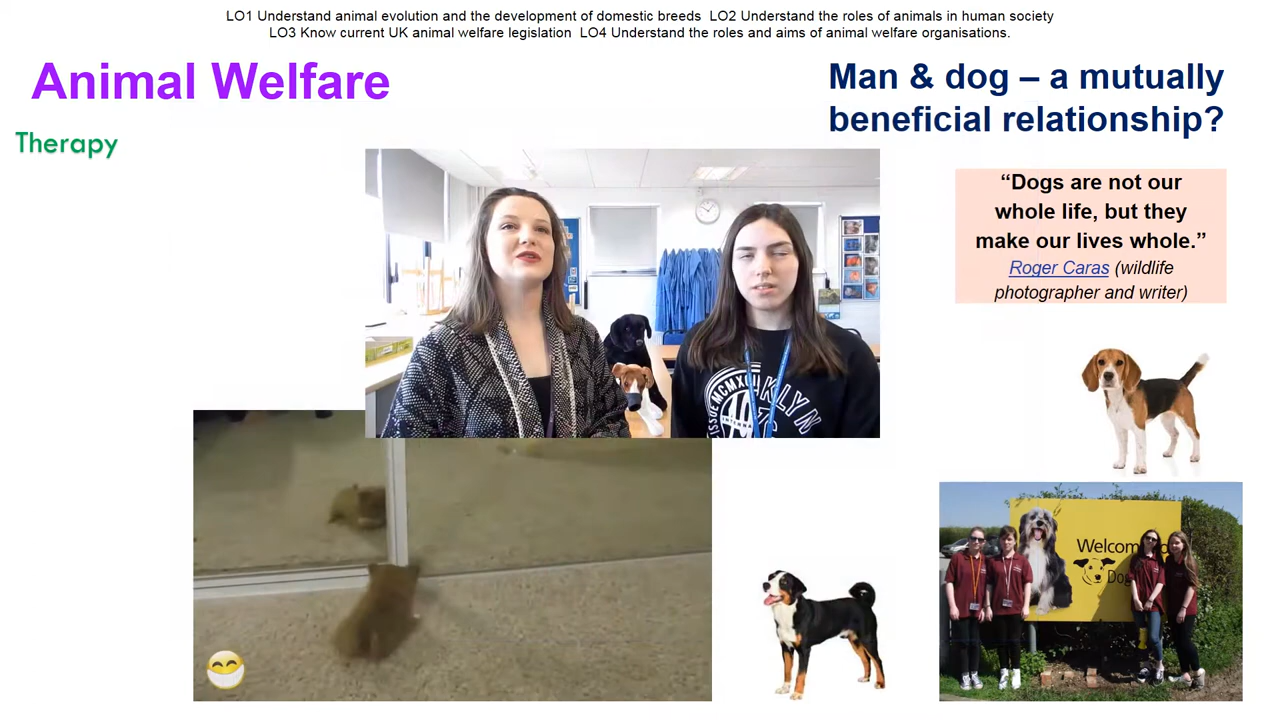 LO1 Understand animal evolution and the development of domestic breeds LO2 Understand the roles of animals in human society
LO3 Know current UK animal welfare legislation LO4 Understand the roles and aims of animal welfare organisations.
Animal Welfare
Man & dog – a mutually
beneficial relationship?
Therapy
“Dogs are not our
whole life, but they
make our lives whole.”
Roger Caras (wildlife
photographer and writer)
MCMX
KLYN
Welcom
Dog